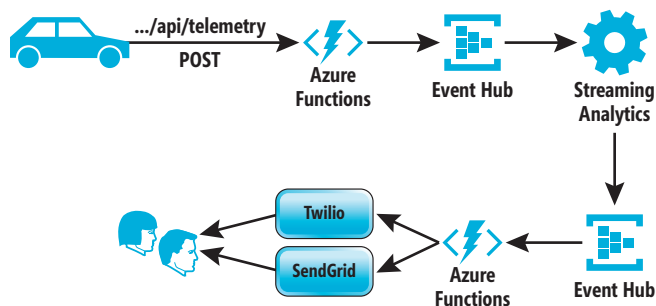 .../api/telemetry
POST
Azure
Functions
Event Hub
Streaming
Analytics
Twilio
SendGrid
Azure
Functions
Event Hub